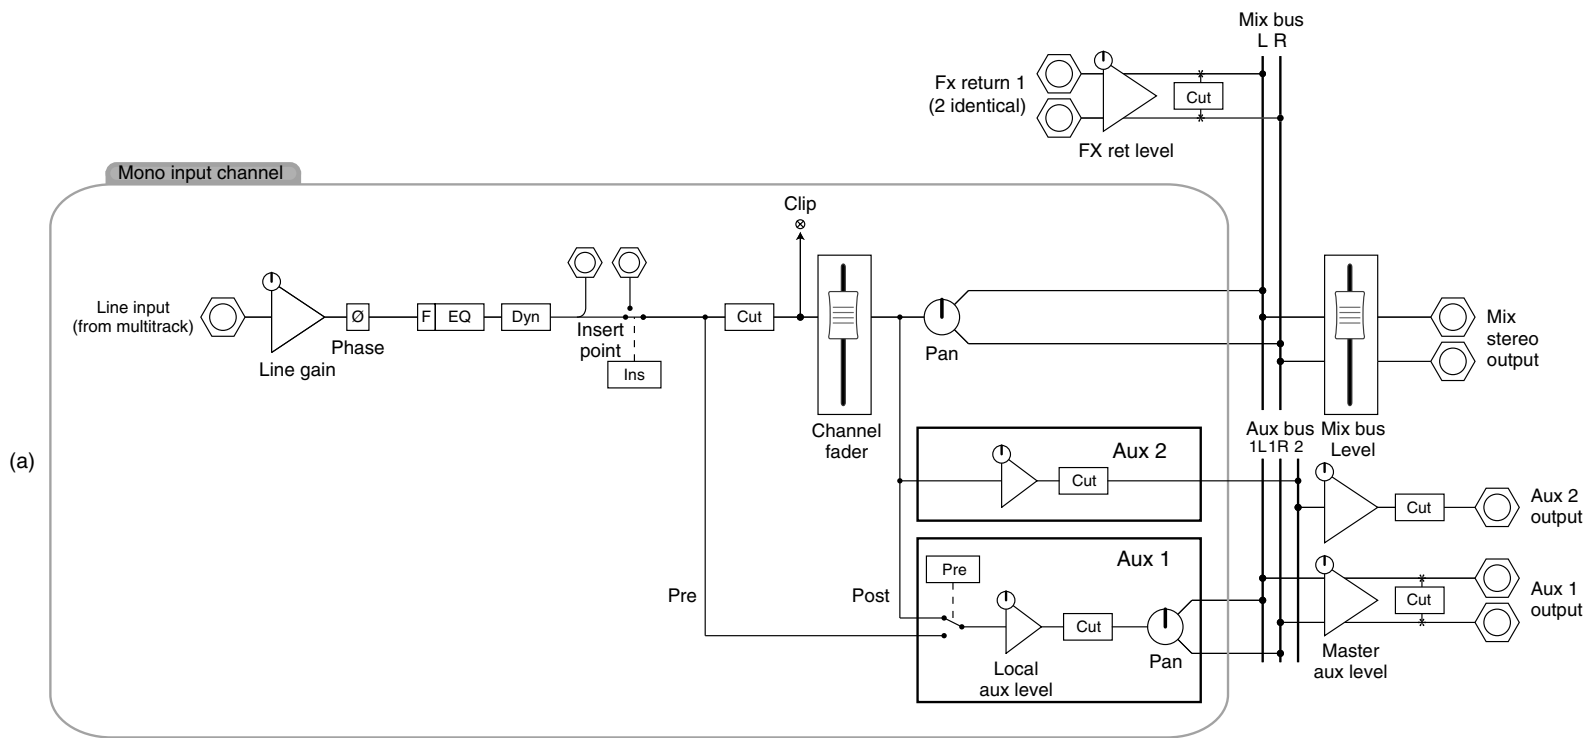 Mix bus
L R
Fx return 1
(2 identical)
Cut
FX ret level
Mono input channel
Clip
Line input
(from multitrack)
Ø
F
EQ
Dyn
Cut
Phase
Line gain
Insert
point
Ins
Pan
Channel
fader
Mix
stereo
output
Mix bus
Level
(a)
Aux bus
1L1R 2
Aux 2
Cut
Cut
Aux 2
output
Aux 1
Pre
Pre
Post
Cut
Pan
Local
aux level
Cut
Aux 1
output
Master
aux level